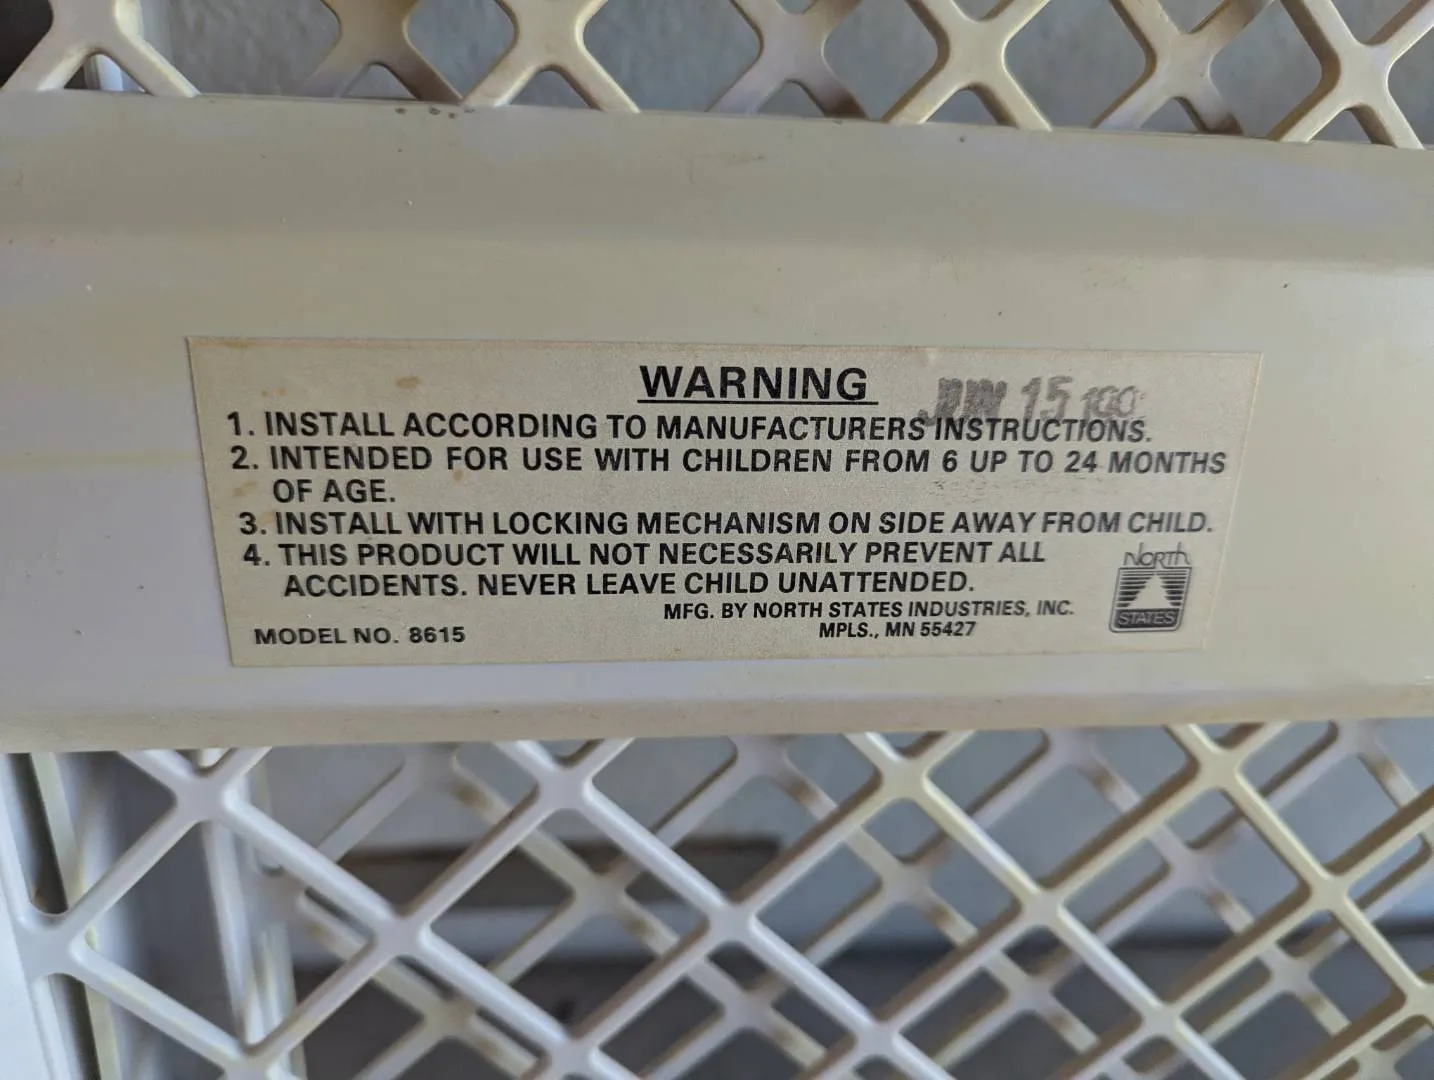 WARNING
15
1. INSTALL ACCORDING TO MANUFACTURERS INSTRUCTIONS.
2. INTENDED FOR USE WITH CHILDREN FROM 6 UP TO 24 MONTHS
OF AGE.
3. INSTALL WITH LOCKING MECHANISM ON SIDE AWAY FROM CHILD.
4. THIS PRODUCT WILL NOT NECESSARILY PREVENT ALL
ACCIDENTS. NEVER LEAVE CHILD UNATTENDED.
MFG. BY NORTH STATES INDUSTRIES, INC.
MPLS., MN 55427
MODEL NO. 8615
NORTH
STATES